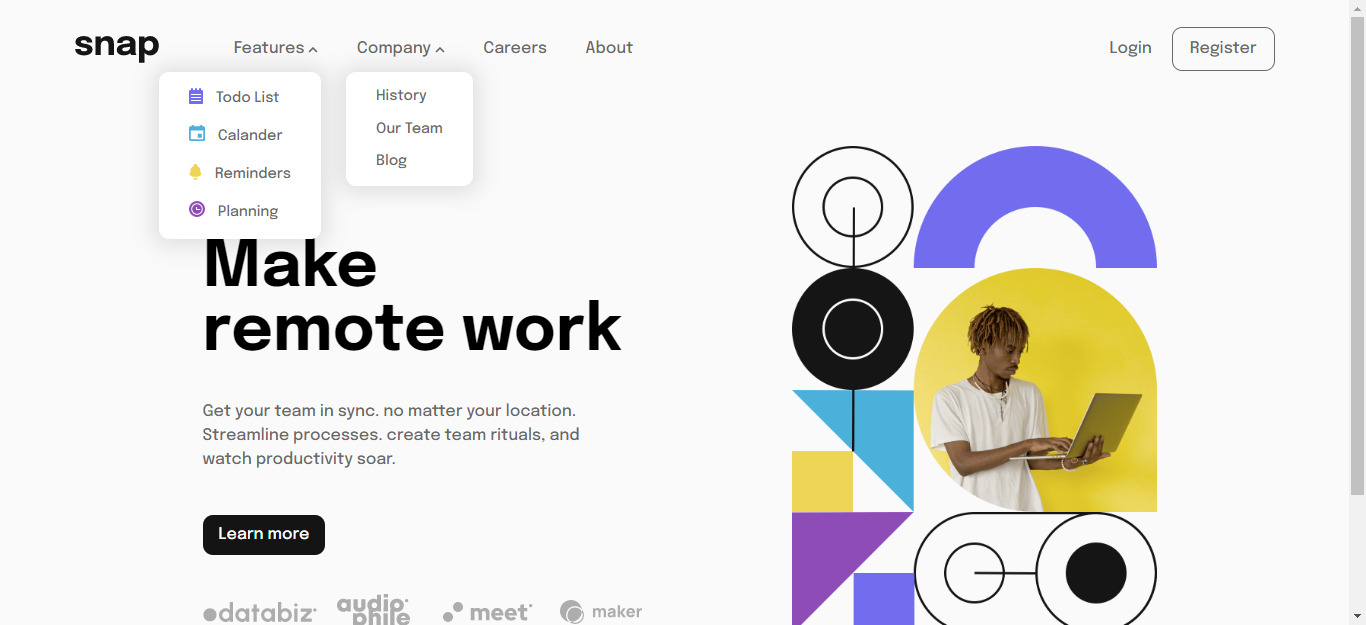 snap
Features
Company
Careers
About
Login
Register
Todo List
Calander
Reminders
Planning
History
Our Team
Blog
Make
remote work
Get your team in sync. no matter your location.
Streamline processes. create team rituals, and
watch productivity soar.
Learn more
databiz
audiophile
meet
maker